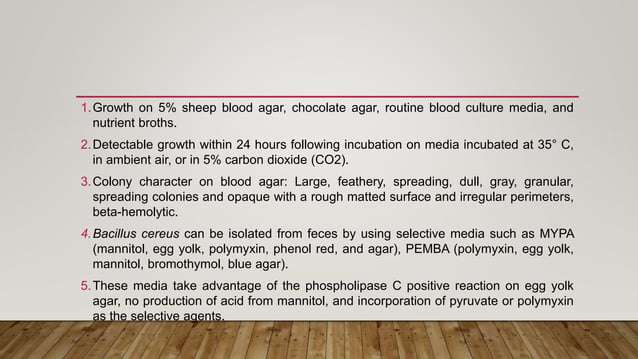 1. Growth on 5% sheep blood agar, chocolate agar, routine blood culture media, and
nutrient broths.
2. Detectable growth within 24 hours following incubation on media incubated at 35° C,
in ambient air, or in 5% carbon dioxide (CO2).
3. Colony character on blood agar: Large, feathery, spreading, dull, gray, granular,
spreading colonies and opaque with a rough matted surface and irregular perimeters,
beta-hemolytic.
4. Bacillus cereus can be isolated from feces by using selective media such as MYPA
(mannitol, egg yolk, polymyxin, phenol red, and agar), PEMBA (polymyxin, egg yolk,
mannitol, bromothymol, blue agar).
5. These media take advantage of the phospholipase C positive reaction on egg yolk
agar, no production of acid from mannitol, and incorporation of pyruvate or polymyxin
as the selective agents.